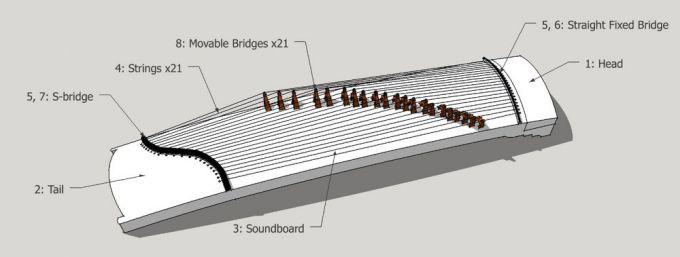 5, 6: Straight Fixed Bridge
8: Movable Bridges x21
1: Head
4: Strings x21
5, 7: S-bridge
2: Tail
3: Soundboard